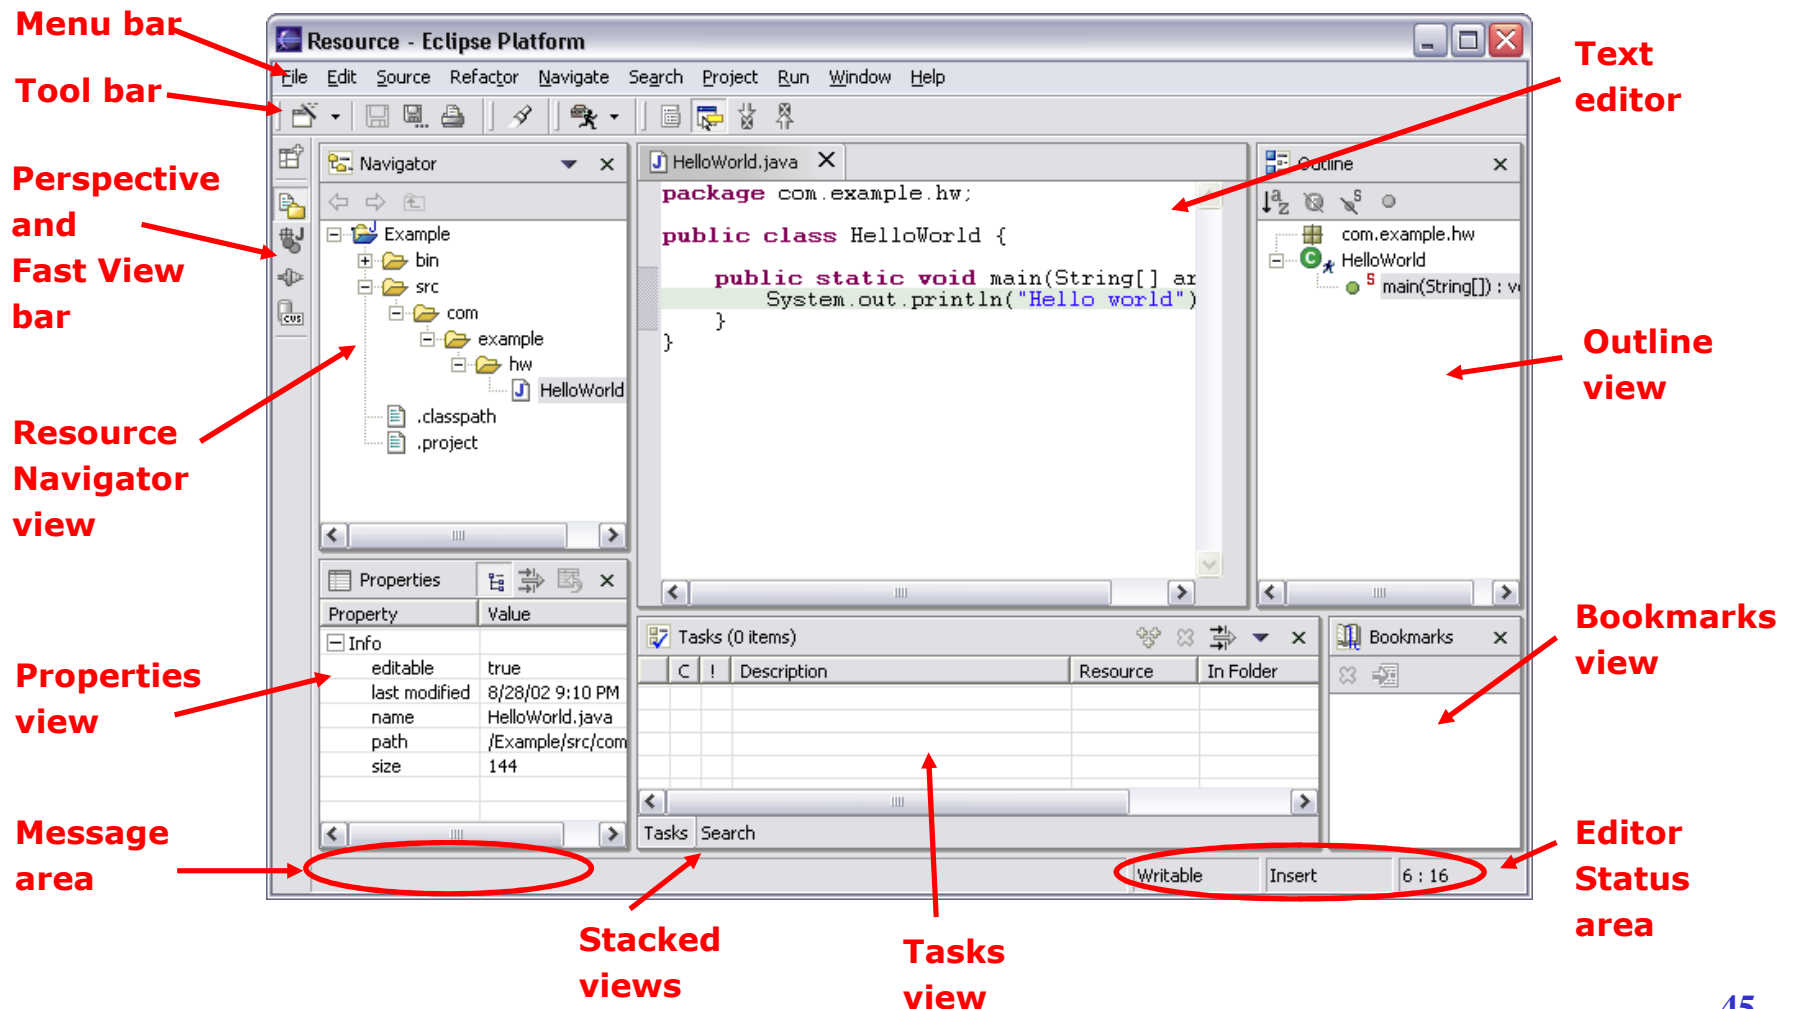 Menu bar
Tool bar
Perspective
and
Fast View
bar
Resource
Navigator
view
Properties
view
Message
area
Resource - Eclipse Platform
File Edit Source Refactor Navigate Search Project Run Window Help
Navigator
Example
bin
src
com
example
hw
HelloWorld
.classpath
.project
Properties
Property Value
Info
editable true
last modified 8/28/02 9:10 PM
name HelloWorld.java
path /Example/src/com
size 144
HelloWorld.java
package com.example.hw;
public class HelloWorld {
public static void main(String[] ar
System.out.println("Hello world")
}
}
Tasks (0 items)
C ! Description Resource In Folder
Tasks Search
Outline
com.example.hw
HelloWorld
main(String[]) : v
Bookmarks
Writable Insert 6 : 16
Text
editor
Outline
view
Bookmarks
view
Editor
Status
area
Stacked
views
Tasks
view
45